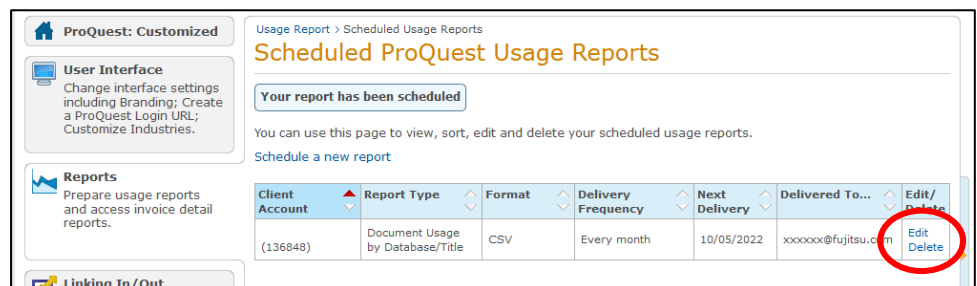 ProQuest: Customized
User Interface
Change interface settings
including Branding; Create
a ProQuest Login URL;
Customize Industries.
Reports
Prepare usage reports
and access invoice detail
reports.
Linking In/Out
Usage Report > Scheduled Usage Reports
Scheduled ProQuest Usage Reports
Your report has been scheduled
You can use this page to view, sort, edit and delete your scheduled usage reports.
Schedule a new report
Client Account Report Type Format Delivery Frequency Next Delivery Delivered To... Edit/ Delete
(136848) Document Usage by Database/Title CSV Every month 10/05/2022 xxxxxx@fujitsu.com Edit Delete